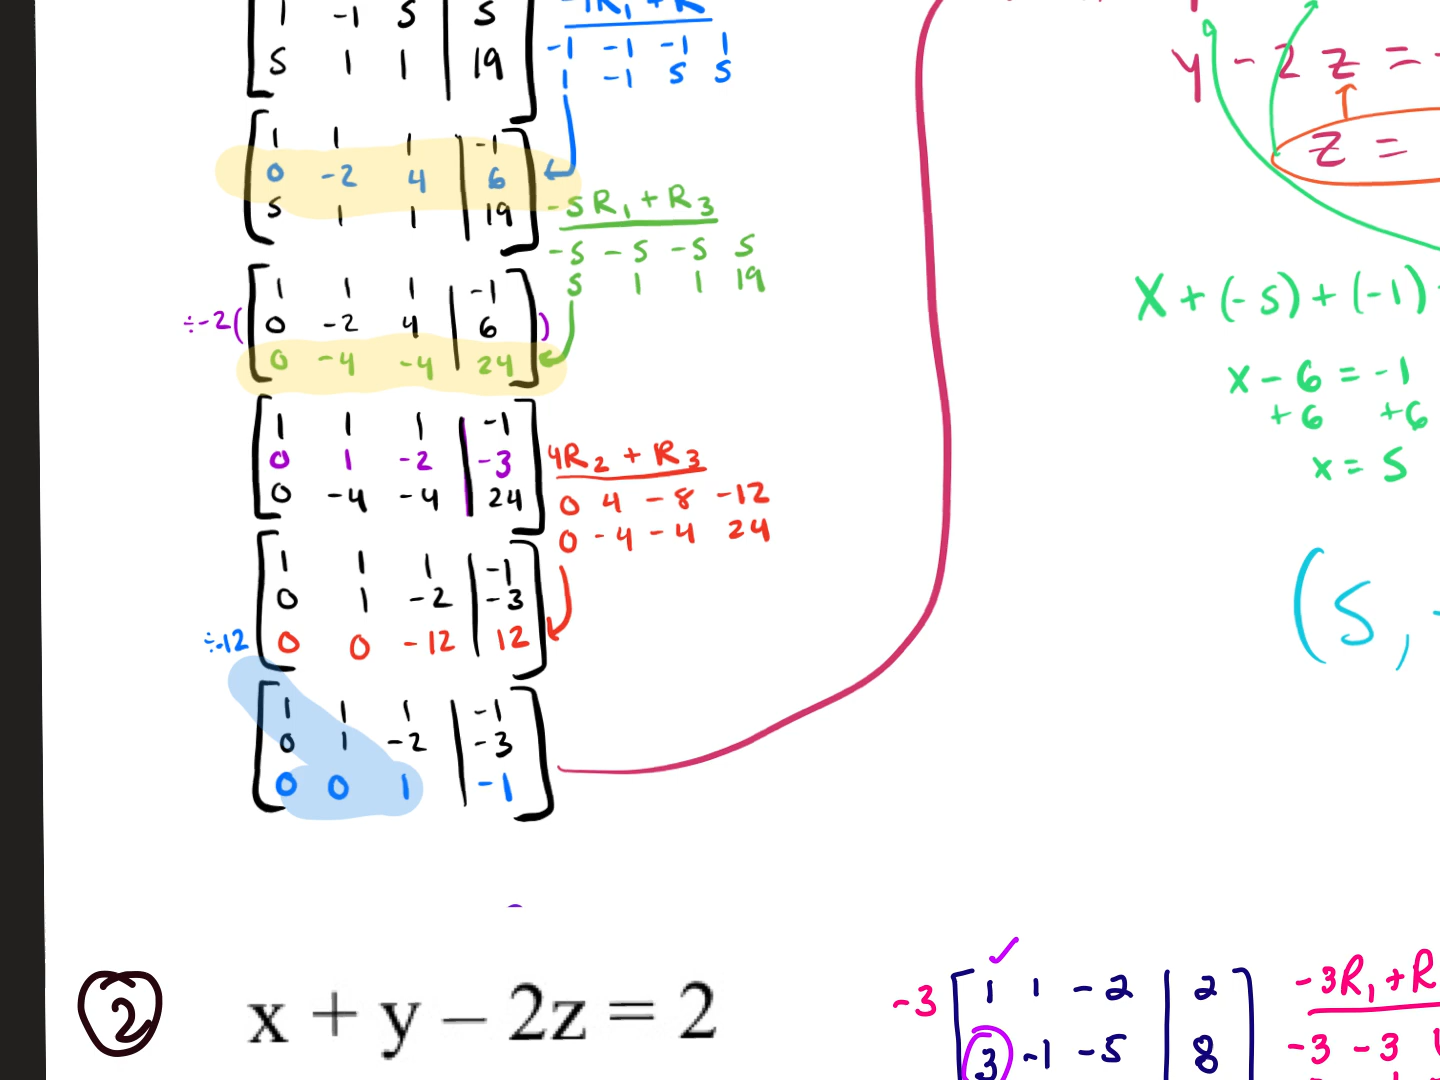 1 -1 5 | 5
5 1 1 | 19
-1 -1 -1 1
1 -1 5 5
1 1 1 | -1
0 -2 4 | 6
5 1 1 | 19
-5R1 + R3
-5 -5 -5 5
5 1 1 19
1 1 1 | -1
÷-2( 0 -2 4 | 6 )
0 -4 -4 | 24
1 1 1 | -1
0 1 -2 | -3
0 -4 -4 | 24
4R2 + R3
0 4 -8 -12
0 -4 -4 24
1 1 1 | -1
0 1 -2 | -3
÷-12 0 0 -12 | 12
1 1 1 | -1
0 1 -2 | -3
0 0 1 | -1
y - 2z =
z =
x + (-5) + (-1)
x - 6 = -1
+6 +6
x = 5
(5,
2
x + y – 2z = 2
-3 1 1 -2 | 2
3 -1 -5 | 8
-3R1 + R
-3 -3